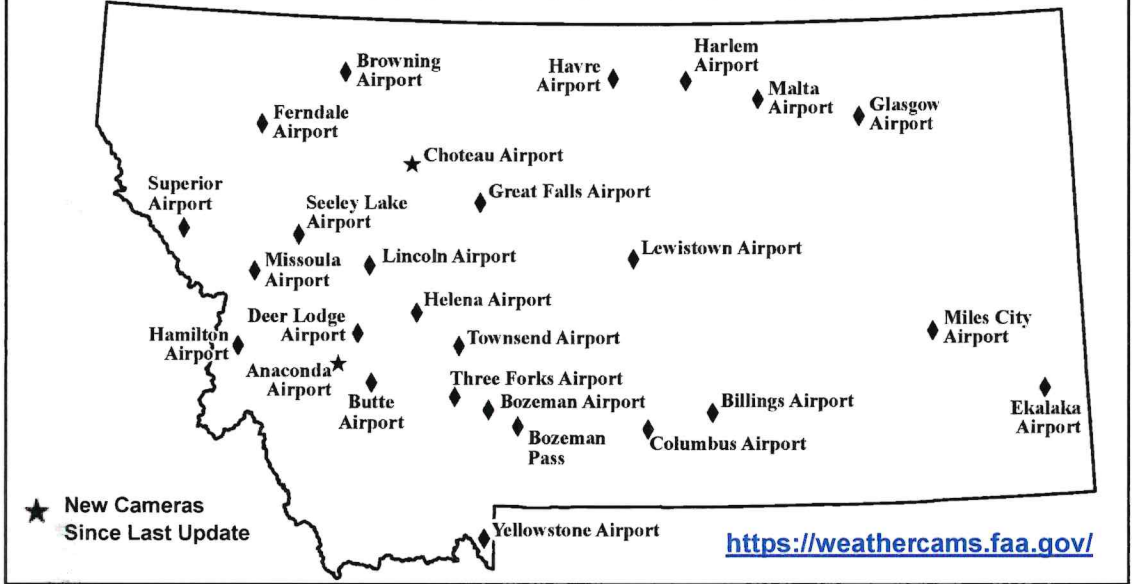 Browning
Airport
Havre
Airport
Harlem
Airport
Malta
Airport
Glasgow
Airport
Ferndale
Airport
Choteau Airport
Superior
Airport
Seeley Lake
Airport
Great Falls Airport
Missoula
Airport
Lincoln Airport
Lewistown Airport
Helena Airport
Deer Lodge
Airport
Hamilton
Airport
Townsend Airport
Miles City
Airport
Anaconda
Airport
Butte
Airport
Three Forks Airport
Bozeman Airport
Bozeman
Pass
Billings Airport
Columbus Airport
Ekalaka
Airport
New Cameras
Since Last Update
Yellowstone Airport
https://weathercams.faa.gov/